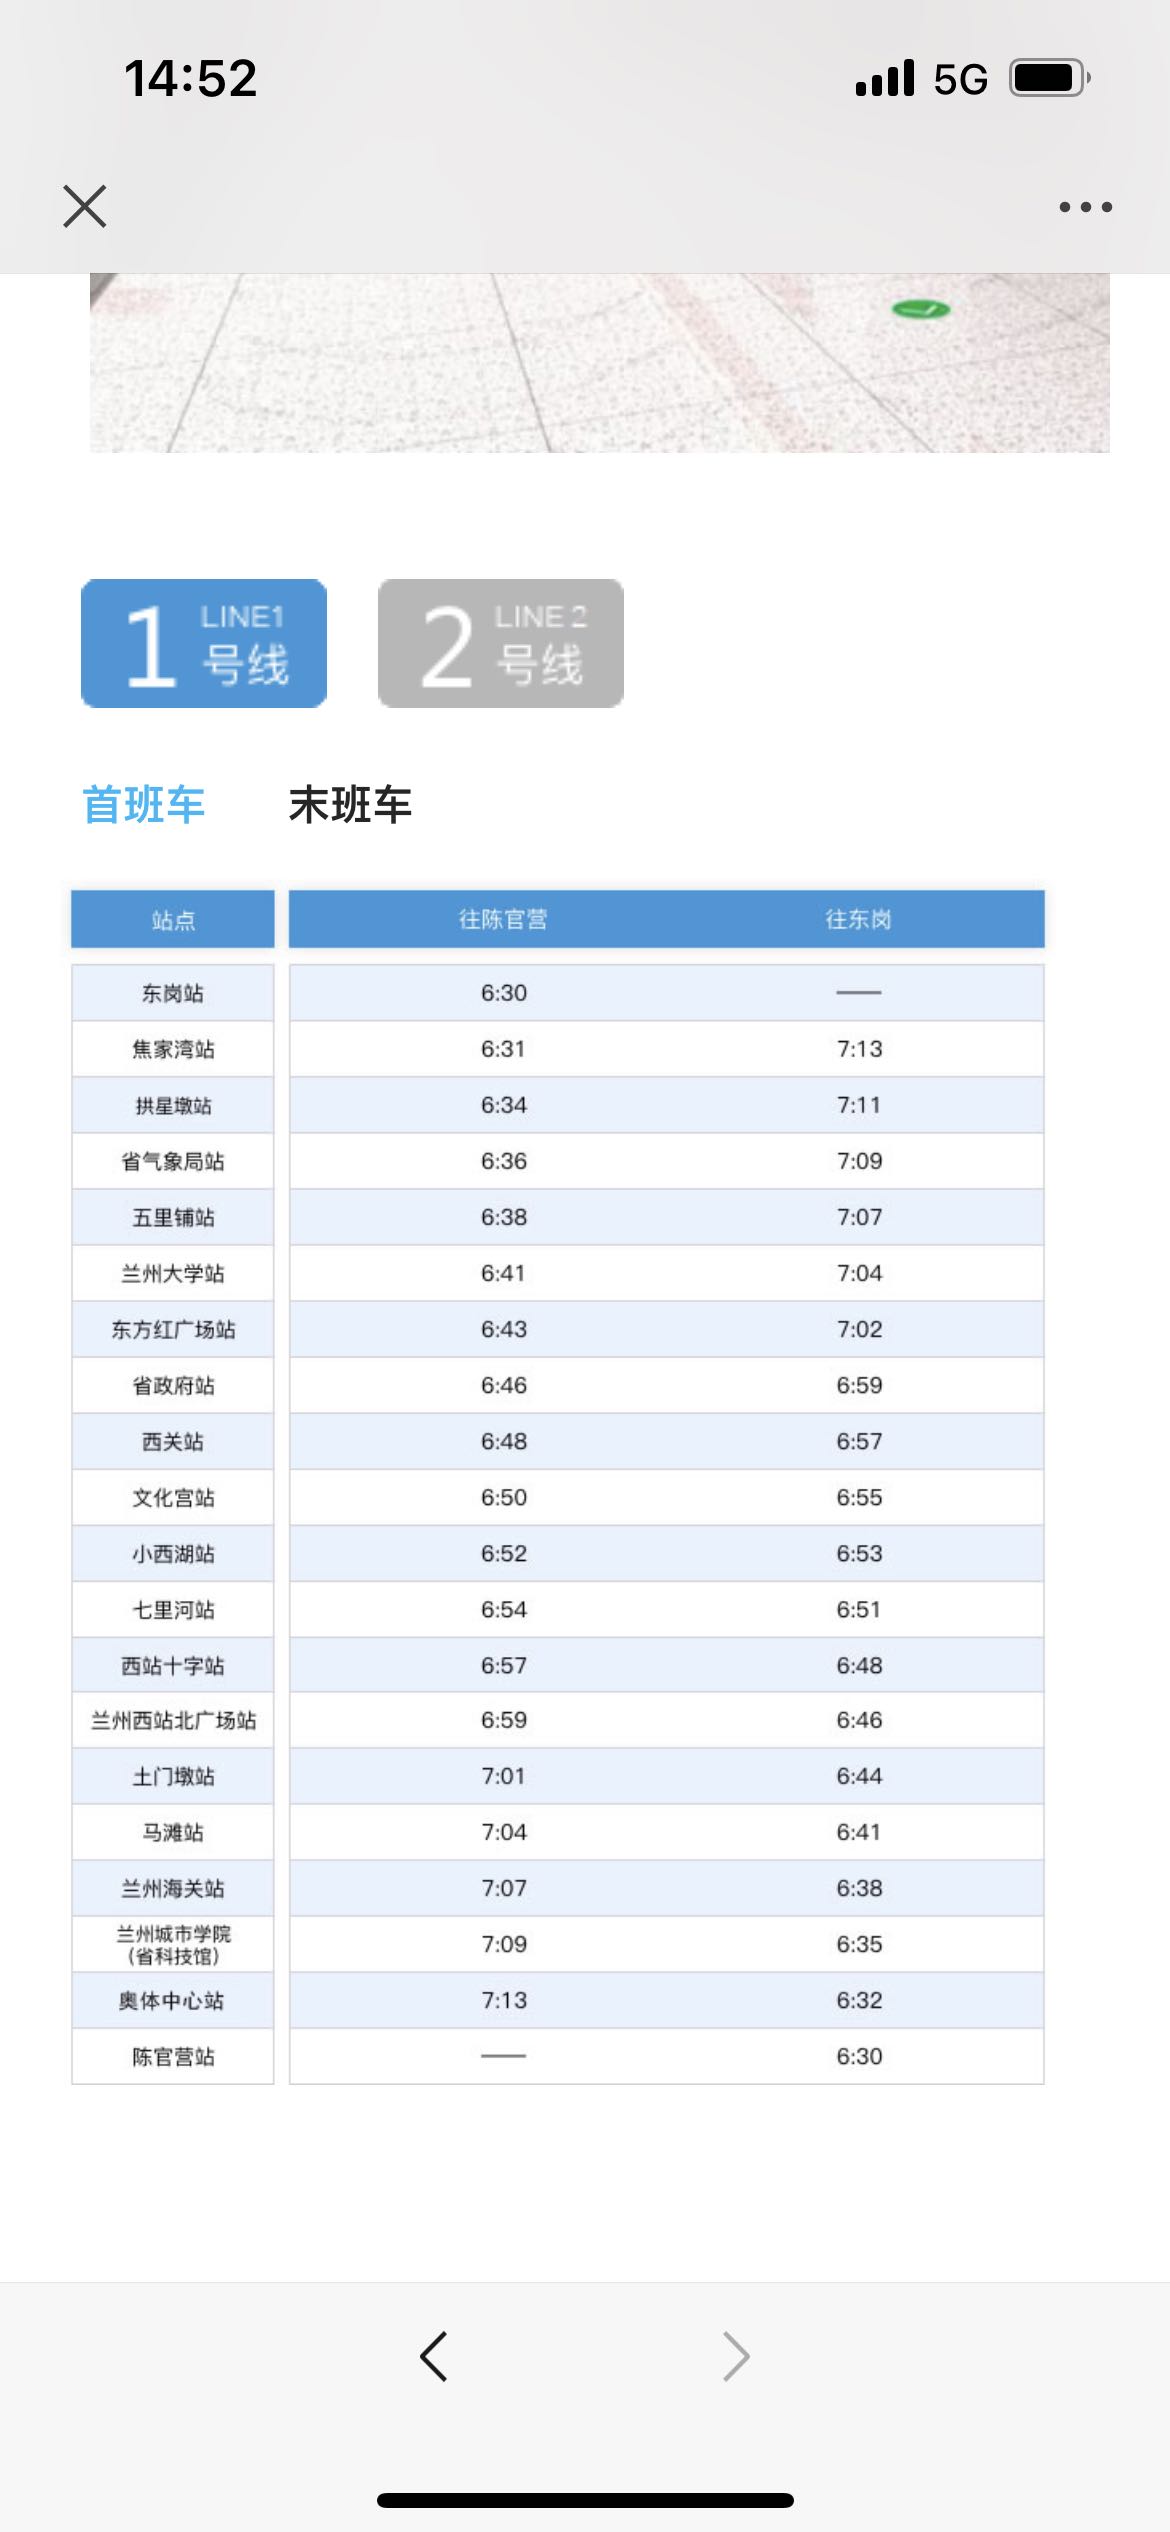 14:52
5G
1 LINE1 号线
2 LINE 2 号线
首班车 末班车
站点 往陈官营 往东岗
东岗站 6:30 ——
焦家湾站 6:31 7:13
拱星墩站 6:34 7:11
省气象局站 6:36 7:09
五里铺站 6:38 7:07
兰州大学站 6:41 7:04
东方红广场站 6:43 7:02
省政府站 6:46 6:59
西关站 6:48 6:57
文化宫站 6:50 6:55
小西湖站 6:52 6:53
七里河站 6:54 6:51
西站十字站 6:57 6:48
兰州西站北广场站 6:59 6:46
土门墩站 7:01 6:44
马滩站 7:04 6:41
兰州海关站 7:07 6:38
兰州城市学院
(省科技馆) 7:09 6:35
奥体中心站 7:13 6:32
陈官营站 —— 6:30